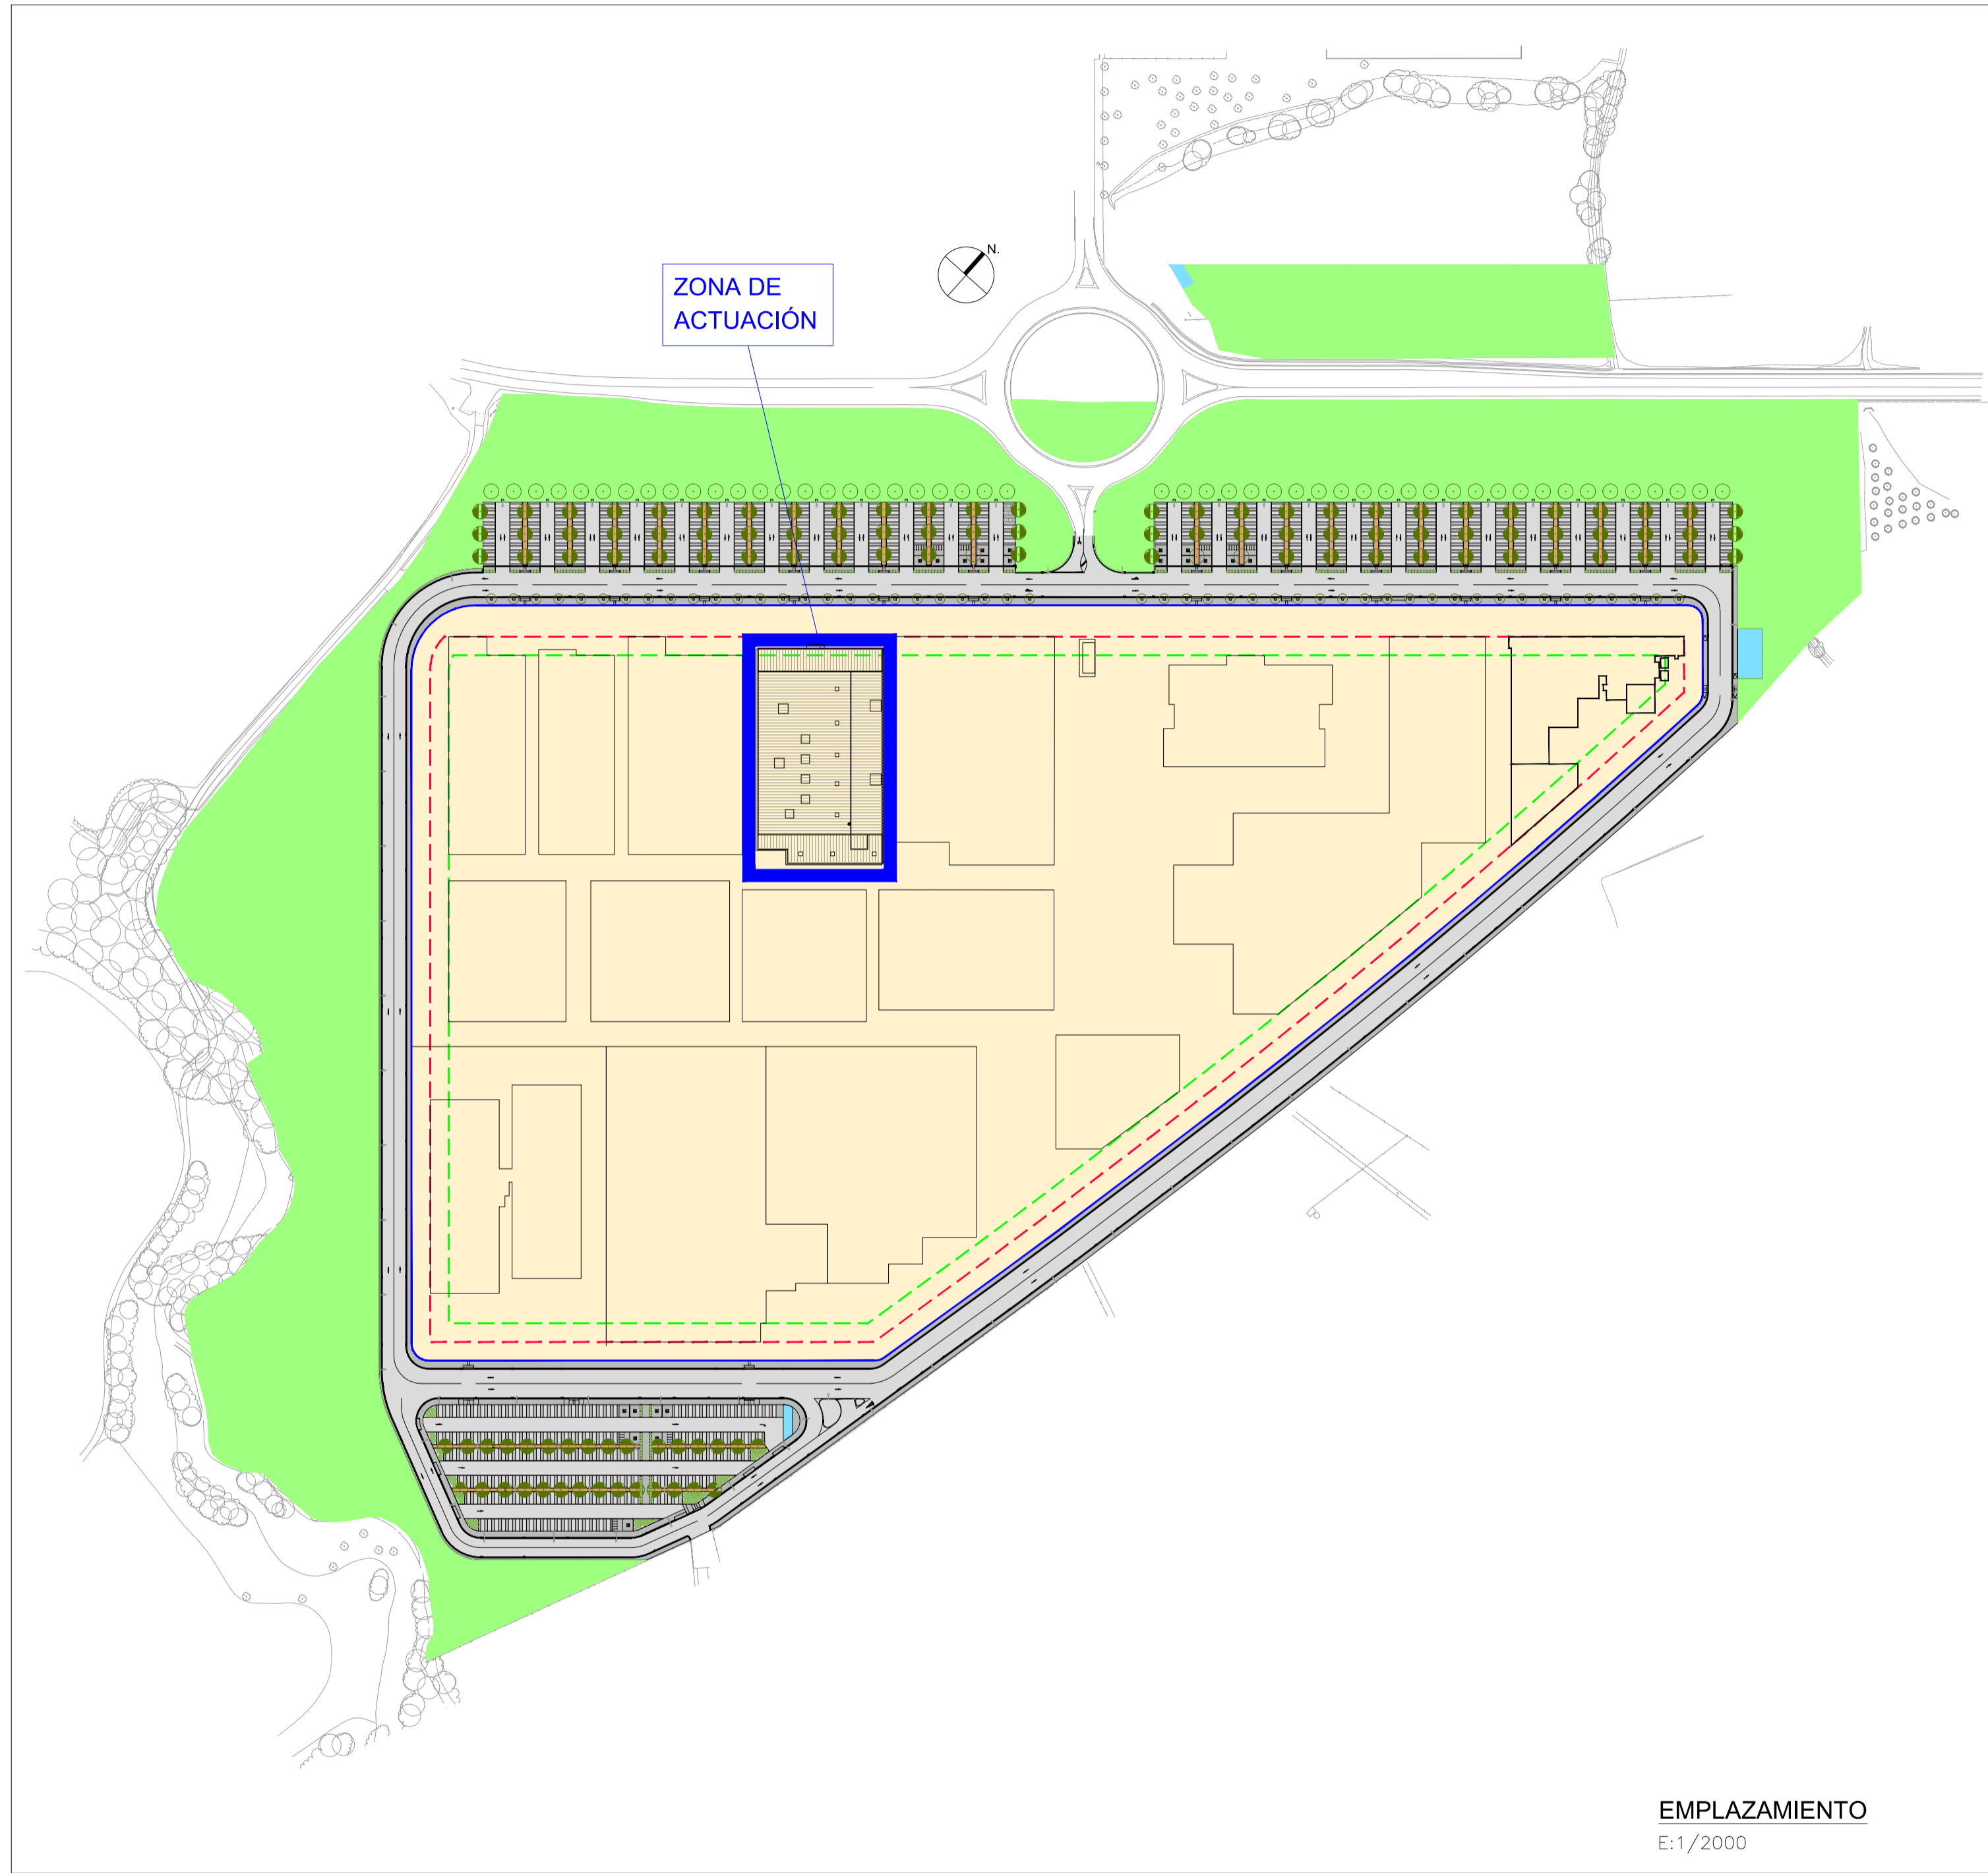 N.
ZONA DE
ACTUACIÓN
EMPLAZAMIENTO
E:1/2000